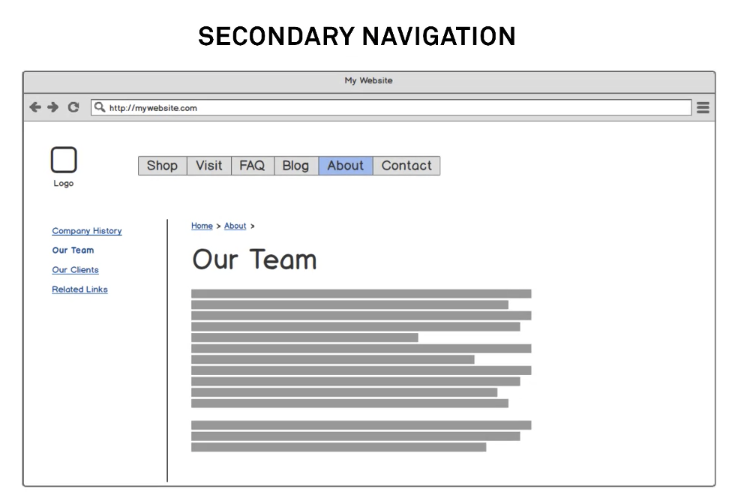 SECONDARY NAVIGATION
My Website
http://mywebsite.com
Shop Visit FAQ Blog About Contact
Logo
Company History
Our Team
Our Clients
Related Links
Home > About >
Our Team